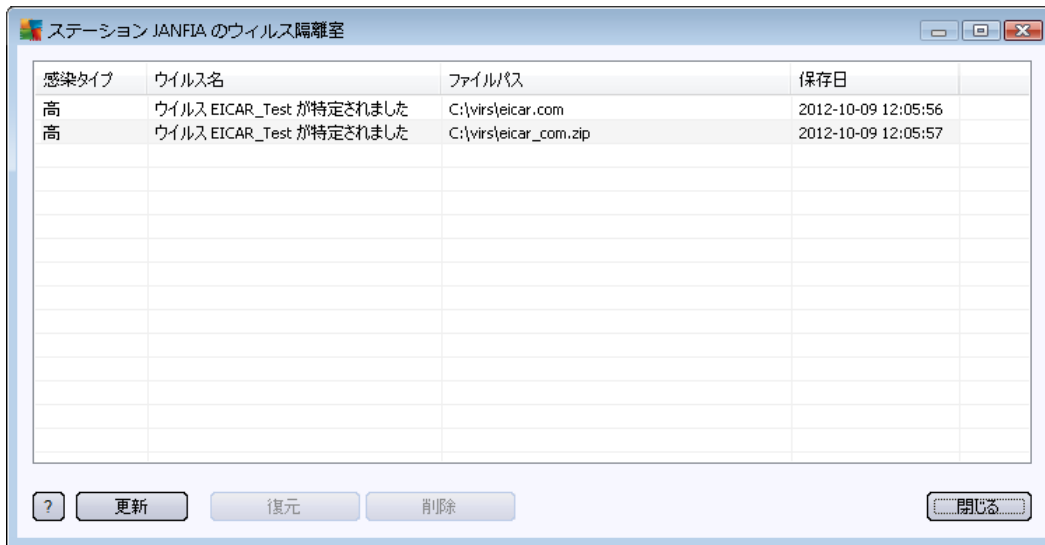 ステーション JANFIA のウィルス隔離室
感染タイプ ウイルス名 ファイルパス 保存日
高 ウイルス EICAR_Test が特定されました C:\virs\eicar.com 2012-10-09 12:05:56
高 ウイルス EICAR_Test が特定されました C:\virs\eicar_com.zip 2012-10-09 12:05:57
? 更新 復元 削除 閉じる